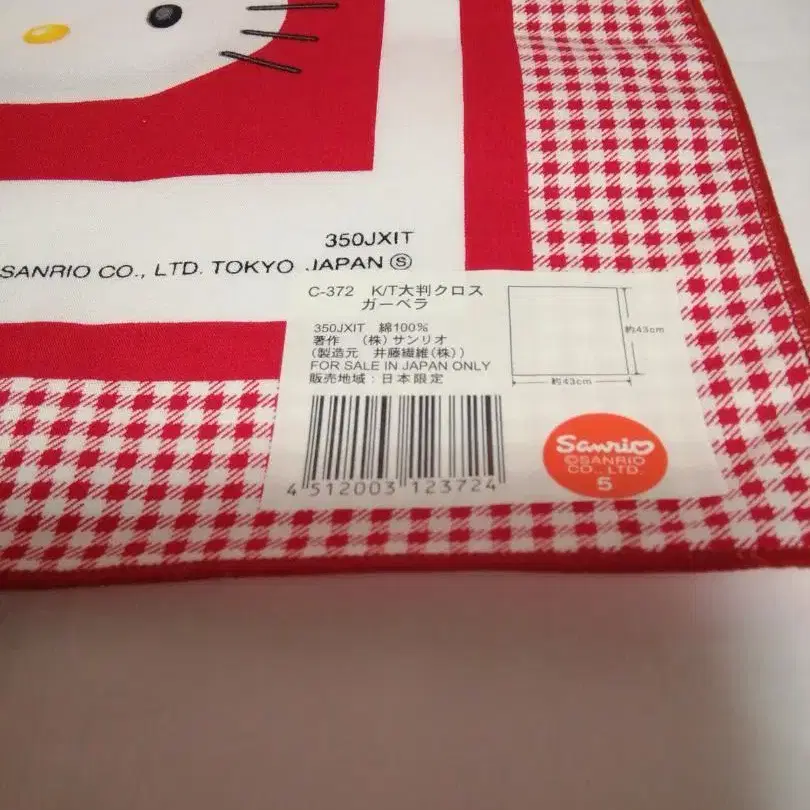 350JXIT
SANRIO CO., LTD. TOKYO JAPAN Ⓢ
C-372 K/T大判クロス
ガーベラ
350JXIT 綿100%
著作 (株)サンリオ
(製造元 井藤繊維(株))
FOR SALE IN JAPAN ONLY
販売地域:日本限定
約43cm
約43cm
4 512003 123724
Sanrio
©SANRIO
CO., LTD.
5